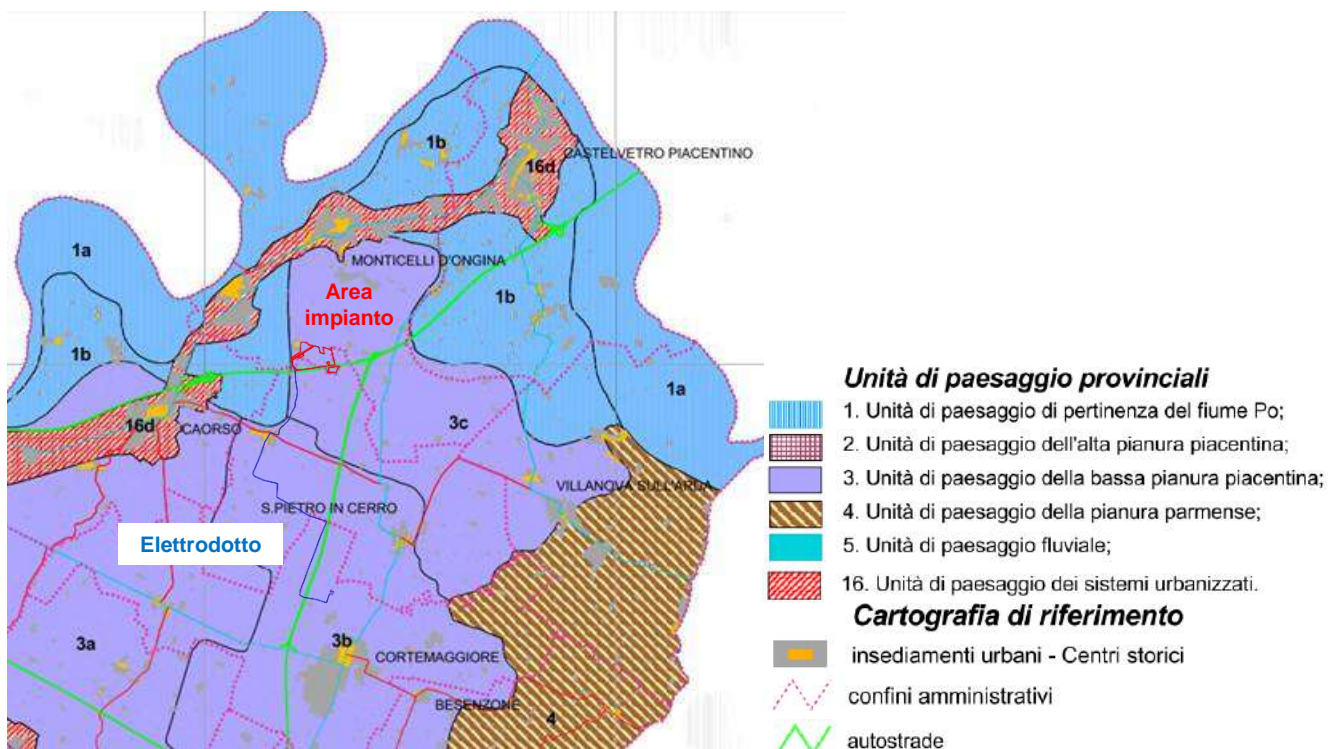 1b
16d
CASTELVETRO PIACENTINO
1a
MONTICELLI D'ONGINA
Area
impianto
1b
1b
1a
16d
CAORSO
3c
VILLANOVA SULL'ARDA
S.PIETRO IN CERRO
Elettrodotto
3a
3b
CORTEMAGGIORE
BESENZONE
4
Unità di paesaggio provinciali
1. Unità di paesaggio di pertinenza del fiume Po;
2. Unità di paesaggio dell'alta pianura piacentina;
3. Unità di paesaggio della bassa pianura piacentina;
4. Unità di paesaggio della pianura parmense;
5. Unità di paesaggio fluviale;
16. Unità di paesaggio dei sistemi urbanizzati.
Cartografia di riferimento
insediamenti urbani - Centri storici
confini amministrativi
autostrade